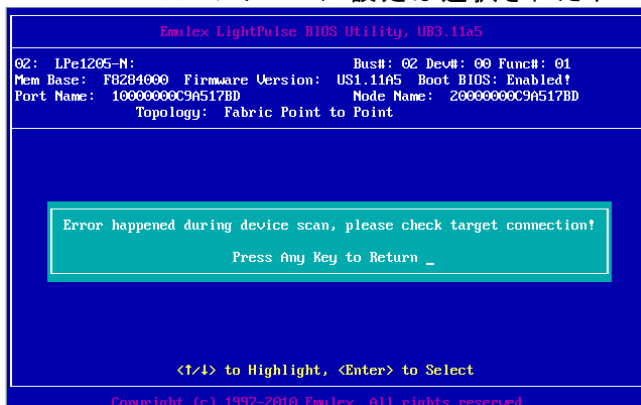 Emulex LightPulse BIOS Utility, UB3.11a5
02: LPe1205-N: Bus#: 02 Dev#: 00 Func#: 01
Mem Base: F8284000 Firmware Version: US1.11A5 Boot BIOS: Enabled!
Port Name: 10000000C9A517BD Node Name: 20000000C9A517BD
Topology: Fabric Point to Point
Error happened during device scan, please check target connection!
Press Any Key to Return _
<↑/↓> to Highlight, <Enter> to Select
Copyright (c) 1997-2010 Emulex. All rights reserved